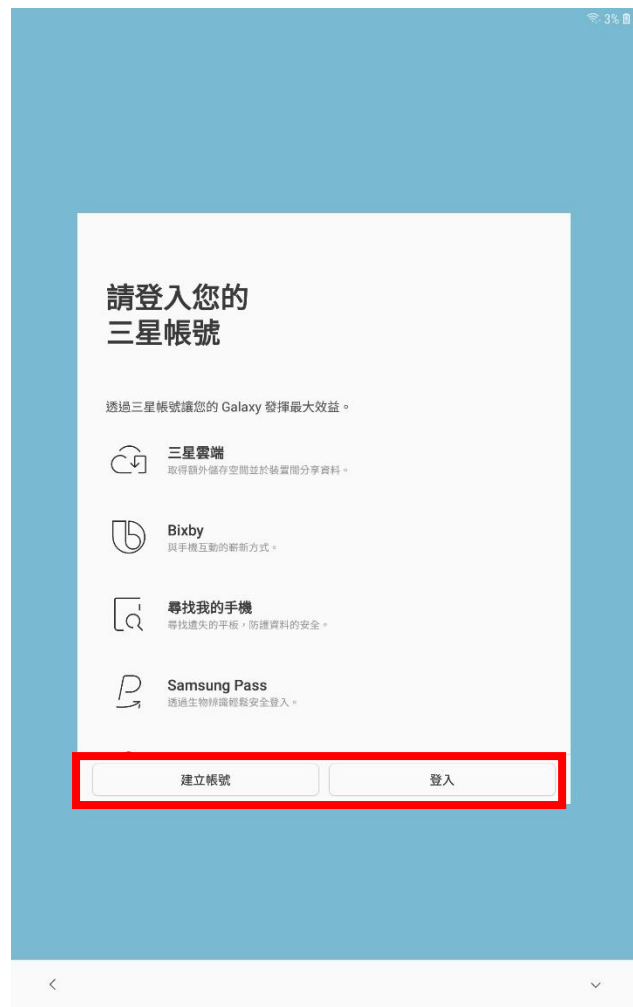 3%
請登入您的
三星帳號
透過三星帳號讓您的 Galaxy 發揮最大效益。
三星雲端
取得額外儲存空間並於裝置間分享資料。
Bixby
與手機互動的嶄新方式。
尋找我的手機
尋找遺失的平板，防護資料的安全。
Samsung Pass
透過生物辨識輕鬆安全登入。
建立帳號
登入